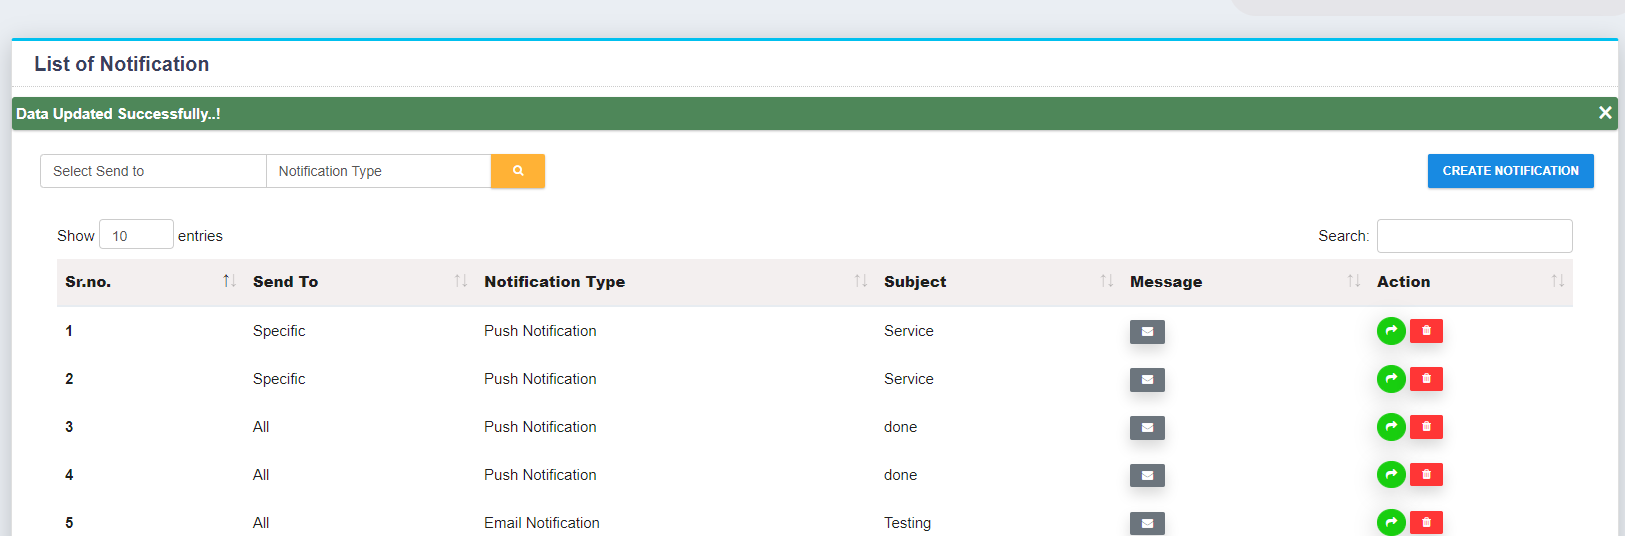 List of Notification
Data Updated Successfully..! ×
Select Send to Notification Type CREATE NOTIFICATION
Show 10 entries Search:
Sr.no. Send To Notification Type Subject Message Action
1 Specific Push Notification Service
2 Specific Push Notification Service
3 All Push Notification done
4 All Push Notification done
5 All Email Notification Testing